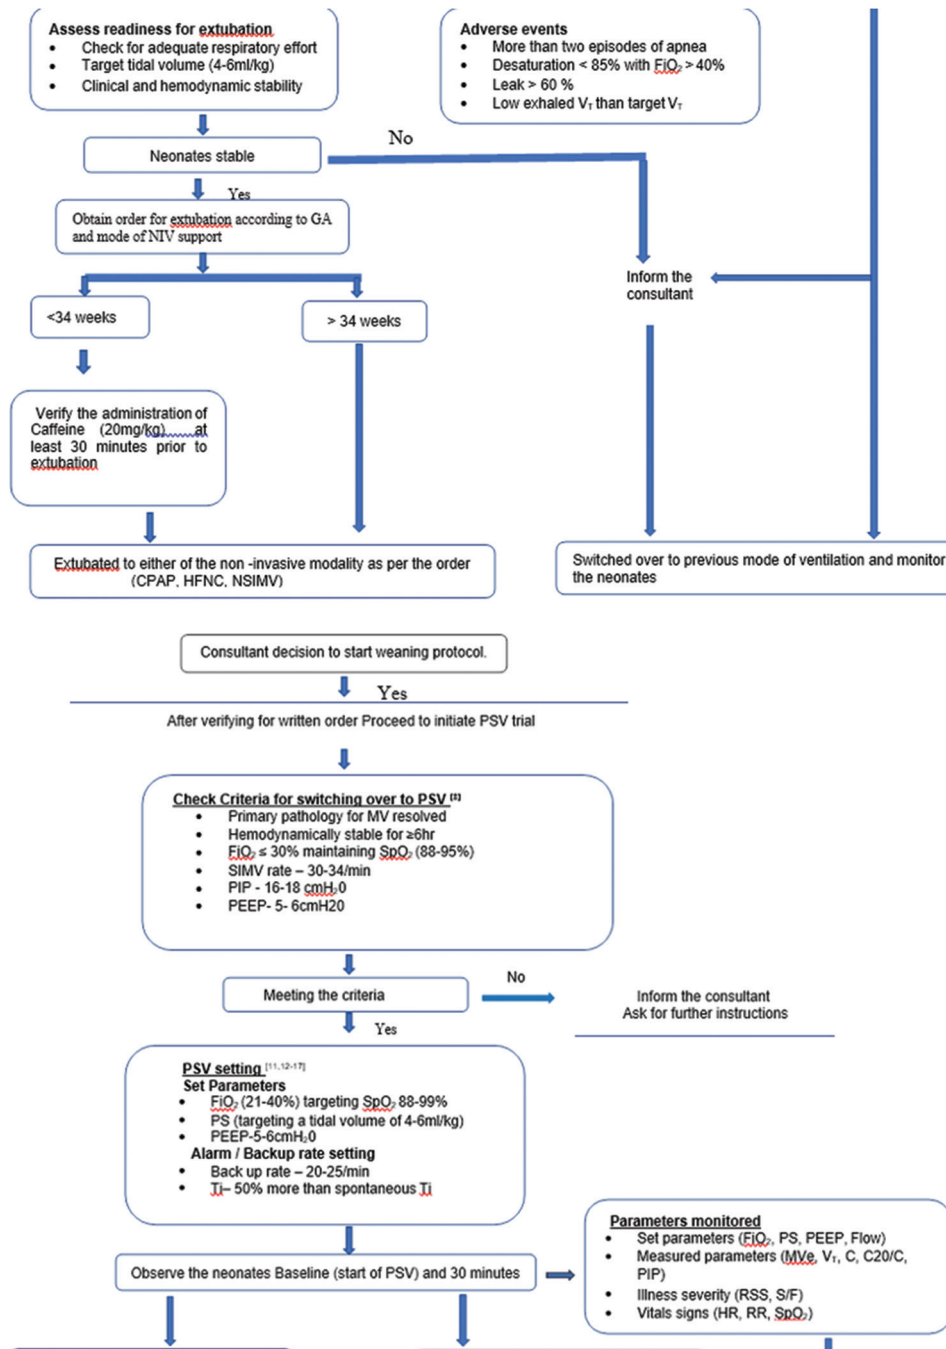 Assess readiness for extubation
• Check for adequate respiratory effort
• Target tidal volume (4-6ml/kg)
• Clinical and hemodynamic stability
Adverse events
• More than two episodes of apnea
• Desaturation < 85% with FiO₂ > 40%
• Leak > 60 %
• Low exhaled V_T than target V_T
Neonates stable
No
Yes
Obtain order for extubation according to GA
and mode of NIV support
<34 weeks
> 34 weeks
Inform the
consultant
Verify the administration of
Caffeine (20mg/kg) at
least 30 minutes prior to
extubation
Extubated to either of the non -invasive modality as per the order
(CPAP, HFNC, NSIMV)
Switched over to previous mode of ventilation and monitor
the neonates
Consultant decision to start weaning protocol.
Yes
After verifying for written order Proceed to initiate PSV trial
Check Criteria for switching over to PSV
• Primary pathology for MV resolved
• Hemodynamically stable for ≥6hr
• FiO₂ ≤ 30% maintaining SpO₂ (88-95%)
• SIMV rate – 30-34/min
• PIP - 16-18 cmH₂0
• PEEP- 5- 6cmH20
Meeting the criteria
No
Inform the consultant
Ask for further instructions
Yes
PSV setting [11,12-17]
Set Parameters
• FiO₂ (21-40%) targeting SpO₂ 88-99%
• PS (targeting a tidal volume of 4-6ml/kg)
• PEEP-5-6cmH₂0
Alarm / Backup rate setting
• Back up rate – 20-25/min
• Ti– 50% more than spontaneous Ti
Observe the neonates Baseline (start of PSV) and 30 minutes
Parameters monitored
• Set parameters (FiO₂, PS, PEEP, Flow)
• Measured parameters (MVe, V_T, C, C20/C,
PIP)
• Illness severity (RSS, S/F)
• Vitals signs (HR, RR, SpO₂)